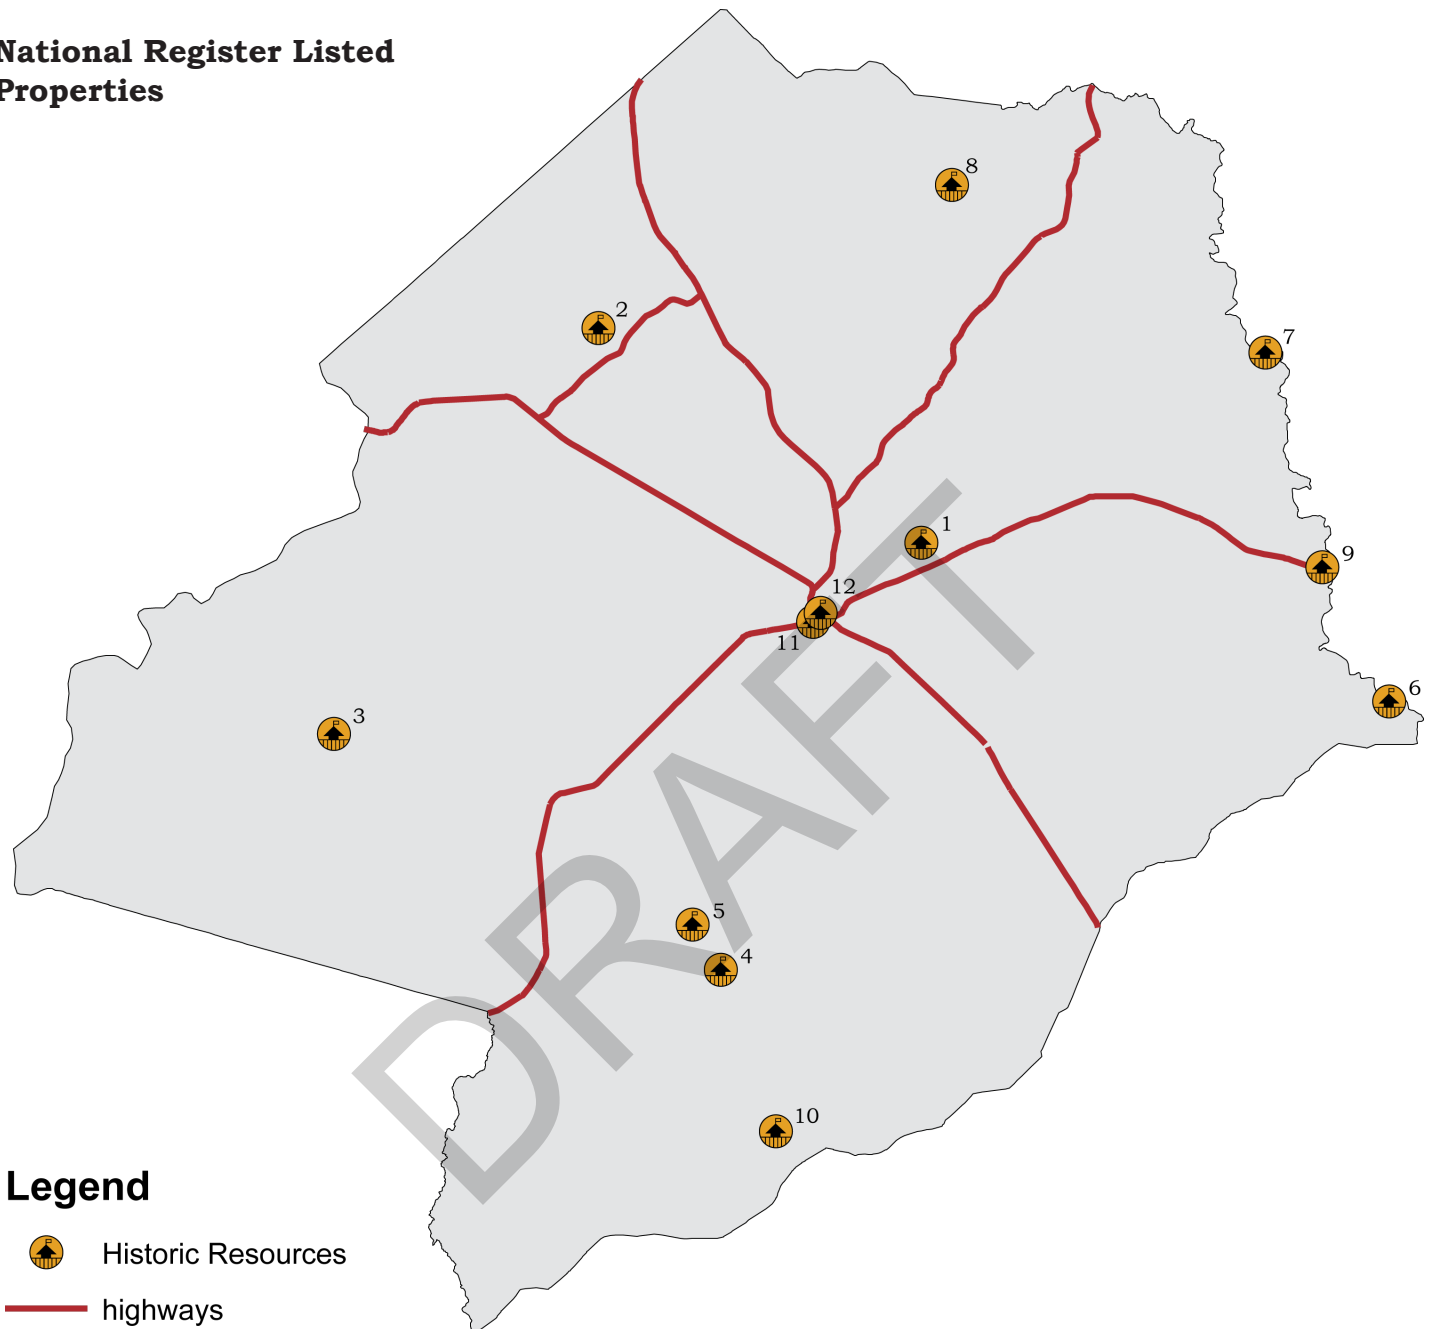 National Register Listed
Properties
8
2
7
1
9
12
11
6
3
5
4
10
DRAFT
Legend
Historic Resources
highways